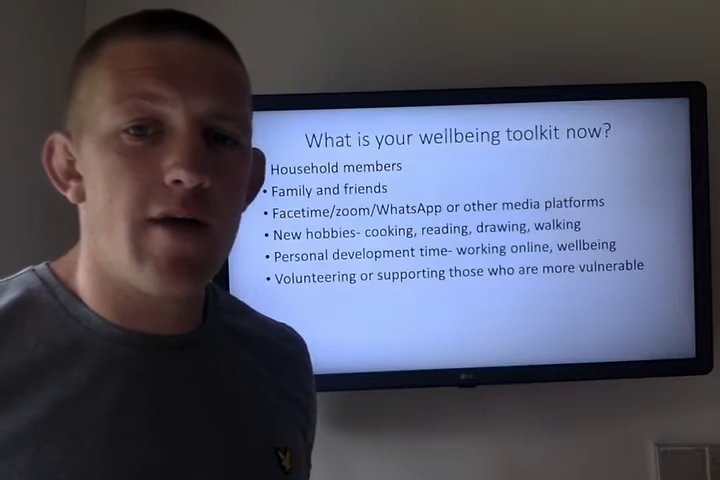 What is your wellbeing toolkit now?
Household members
• Family and friends
• Facetime/zoom/WhatsApp or other media platforms
• New hobbies- cooking, reading, drawing, walking
• Personal development time- working online, wellbeing
• Volunteering or supporting those who are more vulnerable
LG